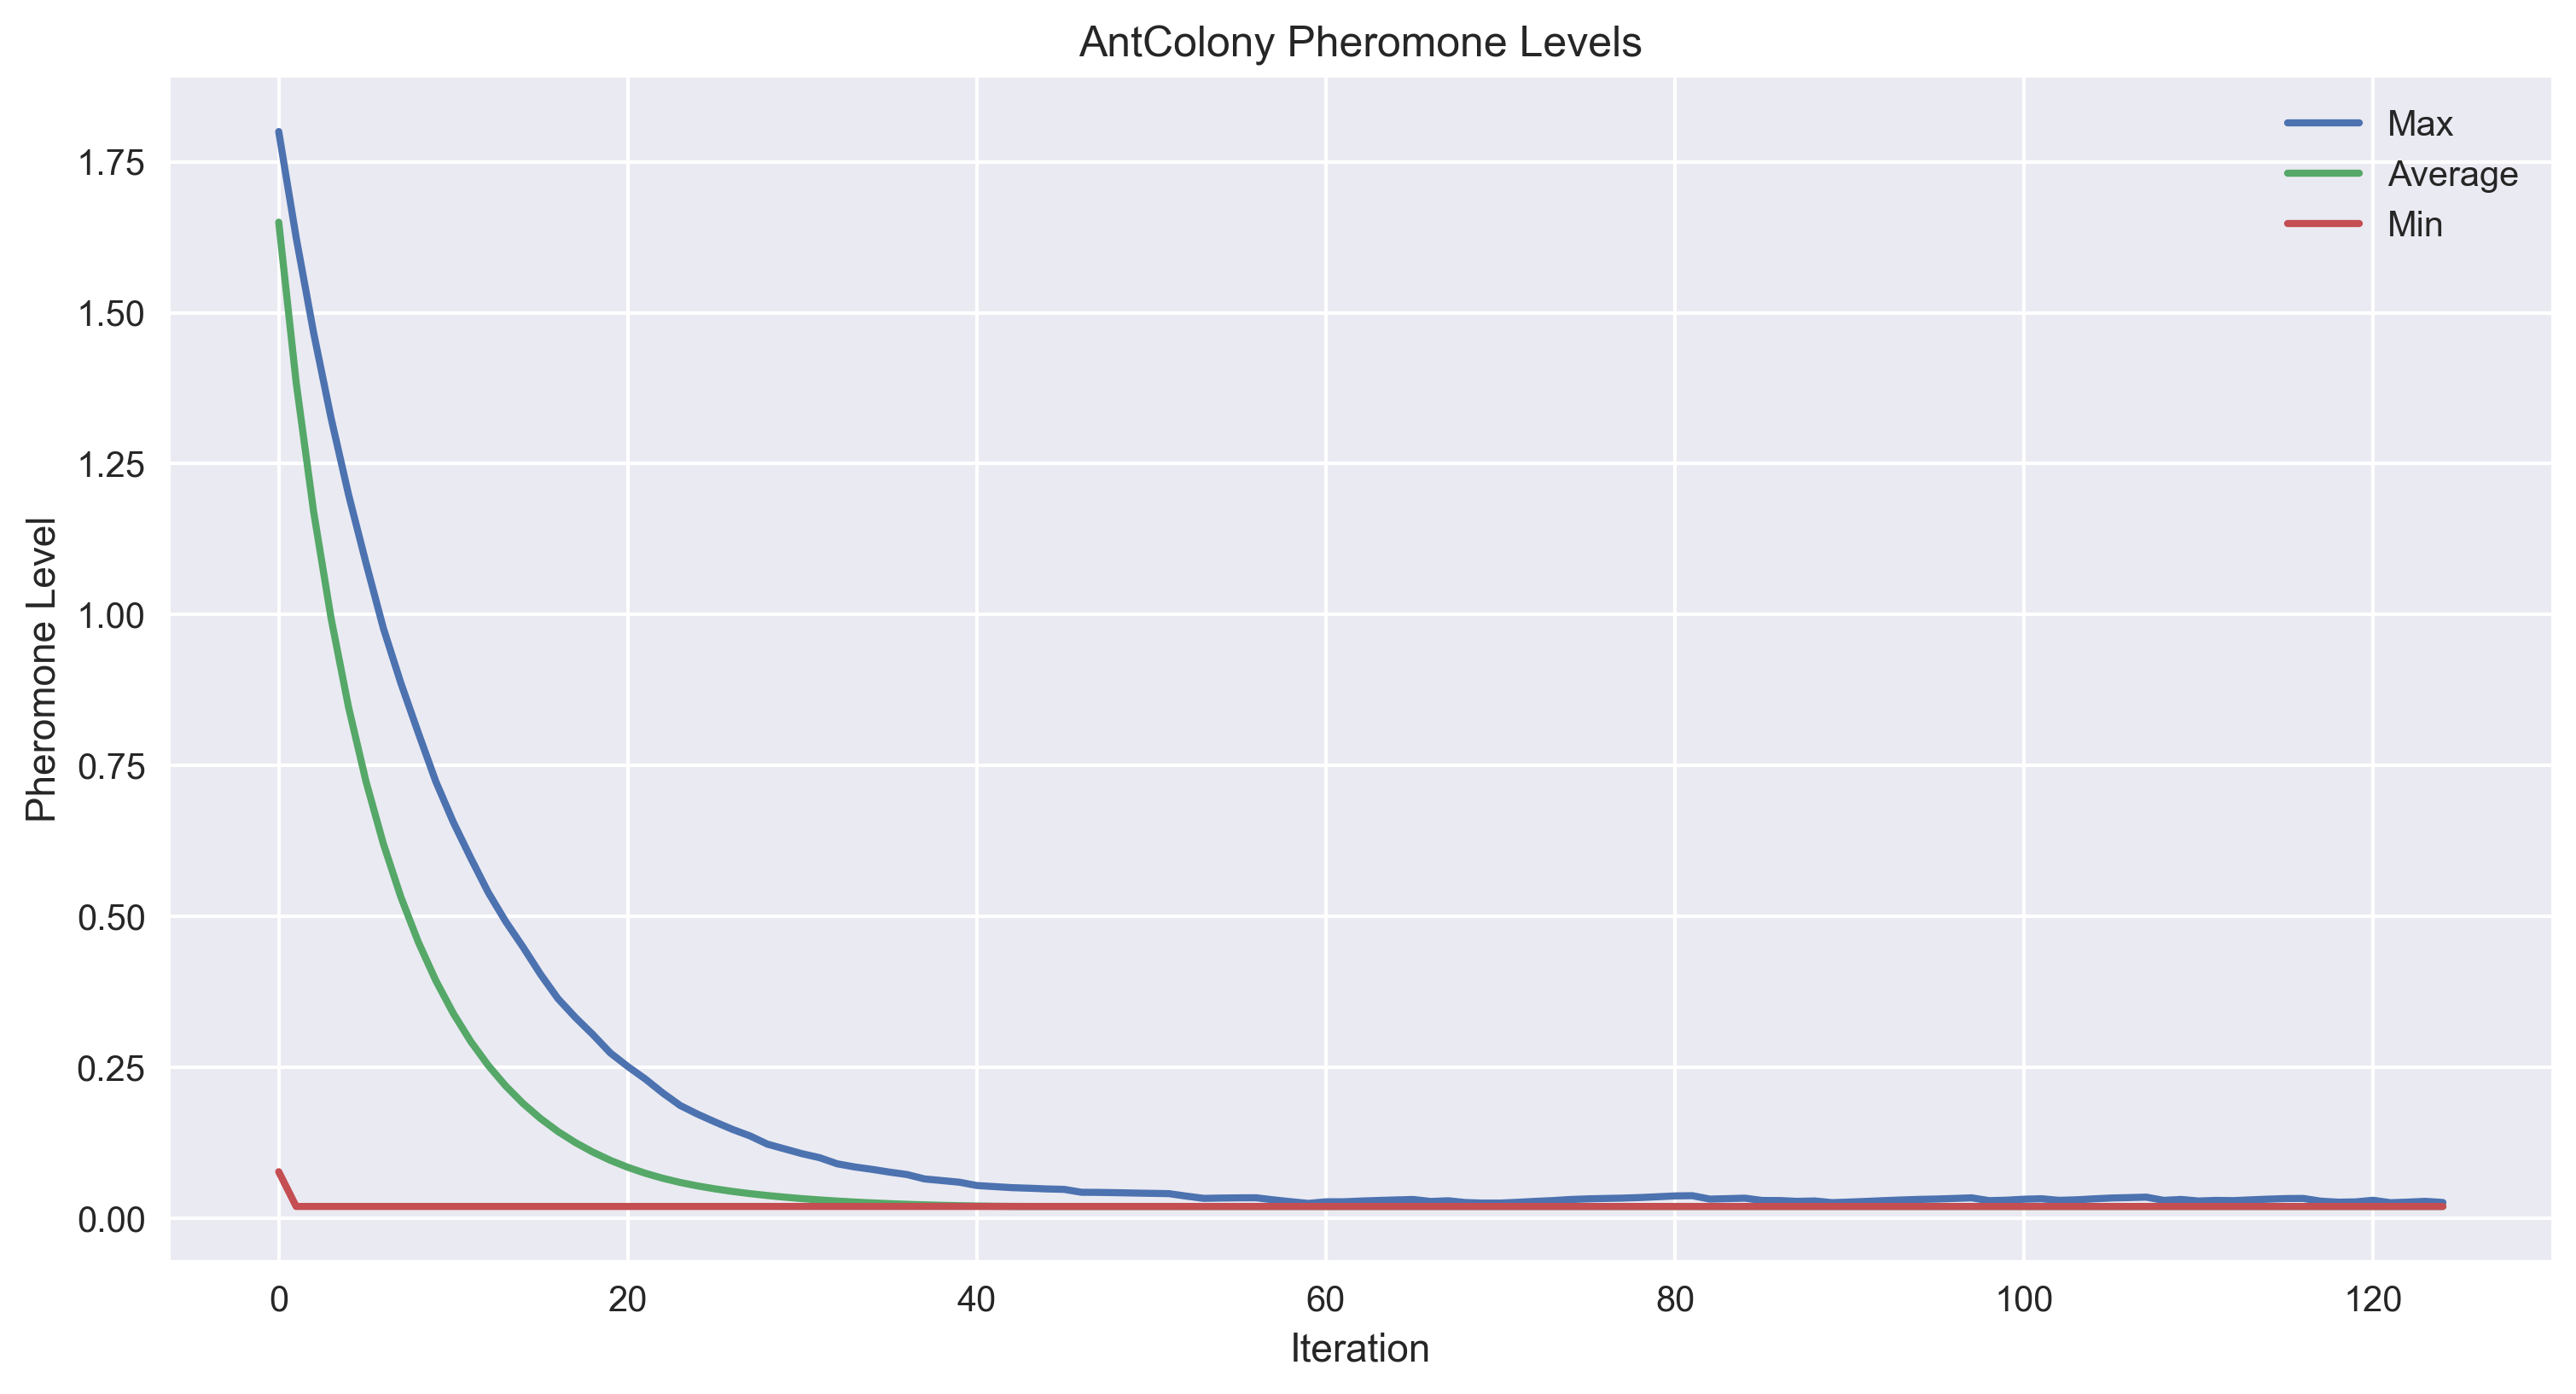 AntColony Pheromone Levels
Max
Average
Min
Pheromone Level
1.75
1.50
1.25
1.00
0.75
0.50
0.25
0.00
0 20 40 60 80 100 120
Iteration